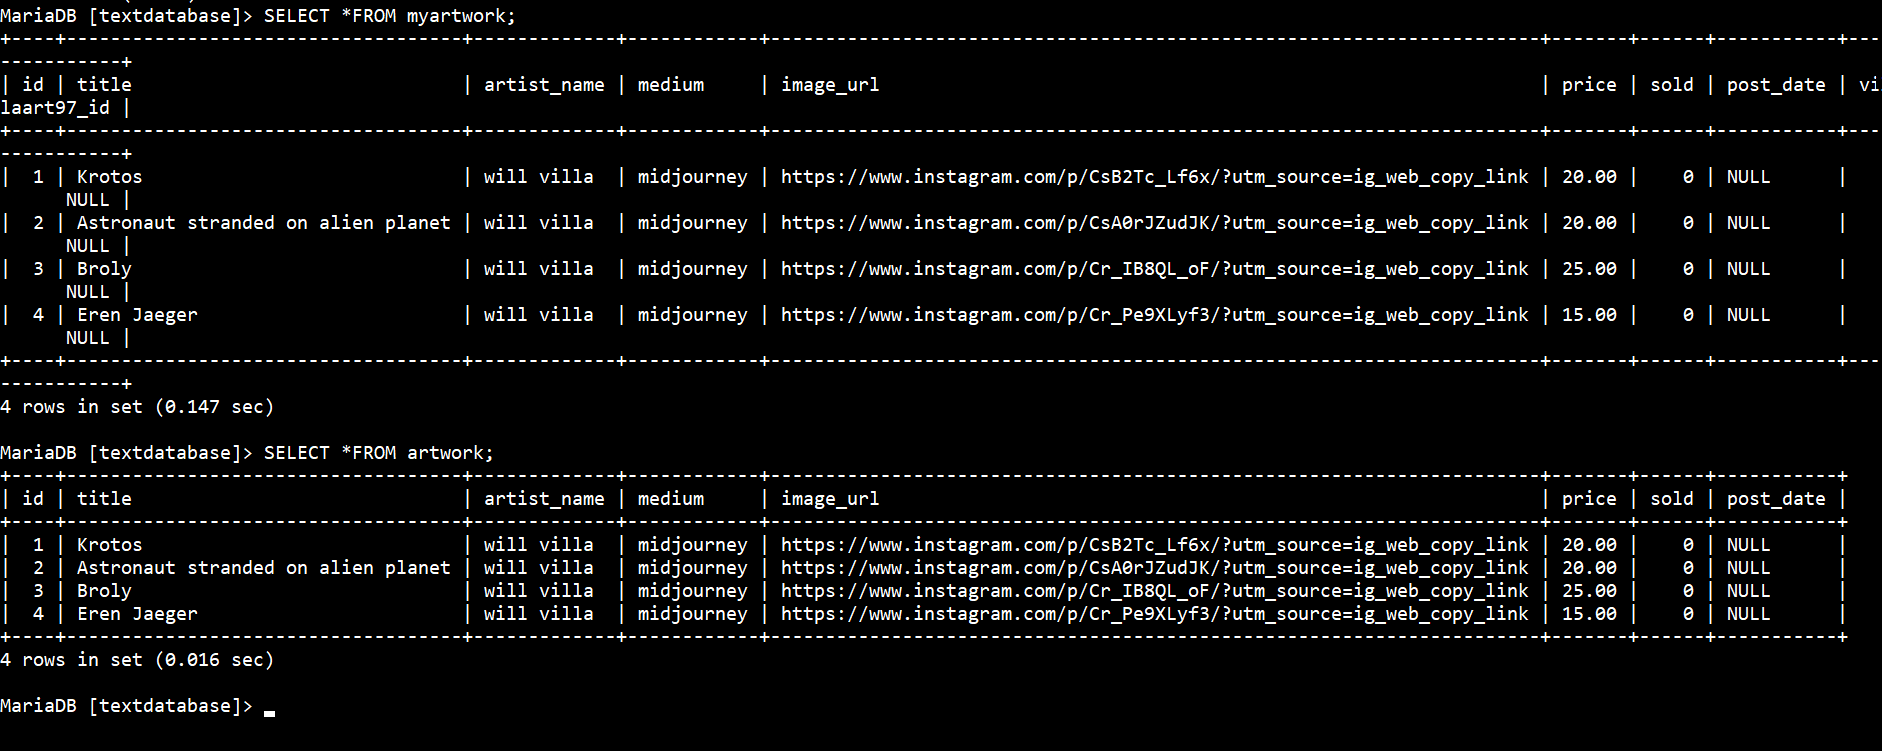 MariaDB [textdatabase]> SELECT *FROM myartwork;
+----+------------------------------------+-------------+------------+----------------------------------------------------------------------+-------+------+-----------+---
-----------+
| id | title                              | artist_name | medium     | image_url                                                            | price | sold | post_date | vi
laart97_id |
+----+------------------------------------+-------------+------------+----------------------------------------------------------------------+-------+------+-----------+---
-----------+
|  1 | Krotos                             | will villa  | midjourney | https://www.instagram.com/p/CsB2Tc_Lf6x/?utm_source=ig_web_copy_link | 20.00 |    0 | NULL      |
      NULL |
|  2 | Astronaut stranded on alien planet | will villa  | midjourney | https://www.instagram.com/p/CsA0rJZudJK/?utm_source=ig_web_copy_link | 20.00 |    0 | NULL      |
      NULL |
|  3 | Broly                              | will villa  | midjourney | https://www.instagram.com/p/Cr_IB8QL_oF/?utm_source=ig_web_copy_link | 25.00 |    0 | NULL      |
      NULL |
|  4 | Eren Jaeger                        | will villa  | midjourney | https://www.instagram.com/p/Cr_Pe9XLyf3/?utm_source=ig_web_copy_link | 15.00 |    0 | NULL      |
      NULL |
+----+------------------------------------+-------------+------------+----------------------------------------------------------------------+-------+------+-----------+---
-----------+
4 rows in set (0.147 sec)

MariaDB [textdatabase]> SELECT *FROM artwork;
+----+------------------------------------+-------------+------------+----------------------------------------------------------------------+-------+------+-----------+
| id | title                              | artist_name | medium     | image_url                                                            | price | sold | post_date |
+----+------------------------------------+-------------+------------+----------------------------------------------------------------------+-------+------+-----------+
|  1 | Krotos                             | will villa  | midjourney | https://www.instagram.com/p/CsB2Tc_Lf6x/?utm_source=ig_web_copy_link | 20.00 |    0 | NULL      |
|  2 | Astronaut stranded on alien planet | will villa  | midjourney | https://www.instagram.com/p/CsA0rJZudJK/?utm_source=ig_web_copy_link | 20.00 |    0 | NULL      |
|  3 | Broly                              | will villa  | midjourney | https://www.instagram.com/p/Cr_IB8QL_oF/?utm_source=ig_web_copy_link | 25.00 |    0 | NULL      |
|  4 | Eren Jaeger                        | will villa  | midjourney | https://www.instagram.com/p/Cr_Pe9XLyf3/?utm_source=ig_web_copy_link | 15.00 |    0 | NULL      |
+----+------------------------------------+-------------+------------+----------------------------------------------------------------------+-------+------+-----------+
4 rows in set (0.016 sec)

MariaDB [textdatabase]> _